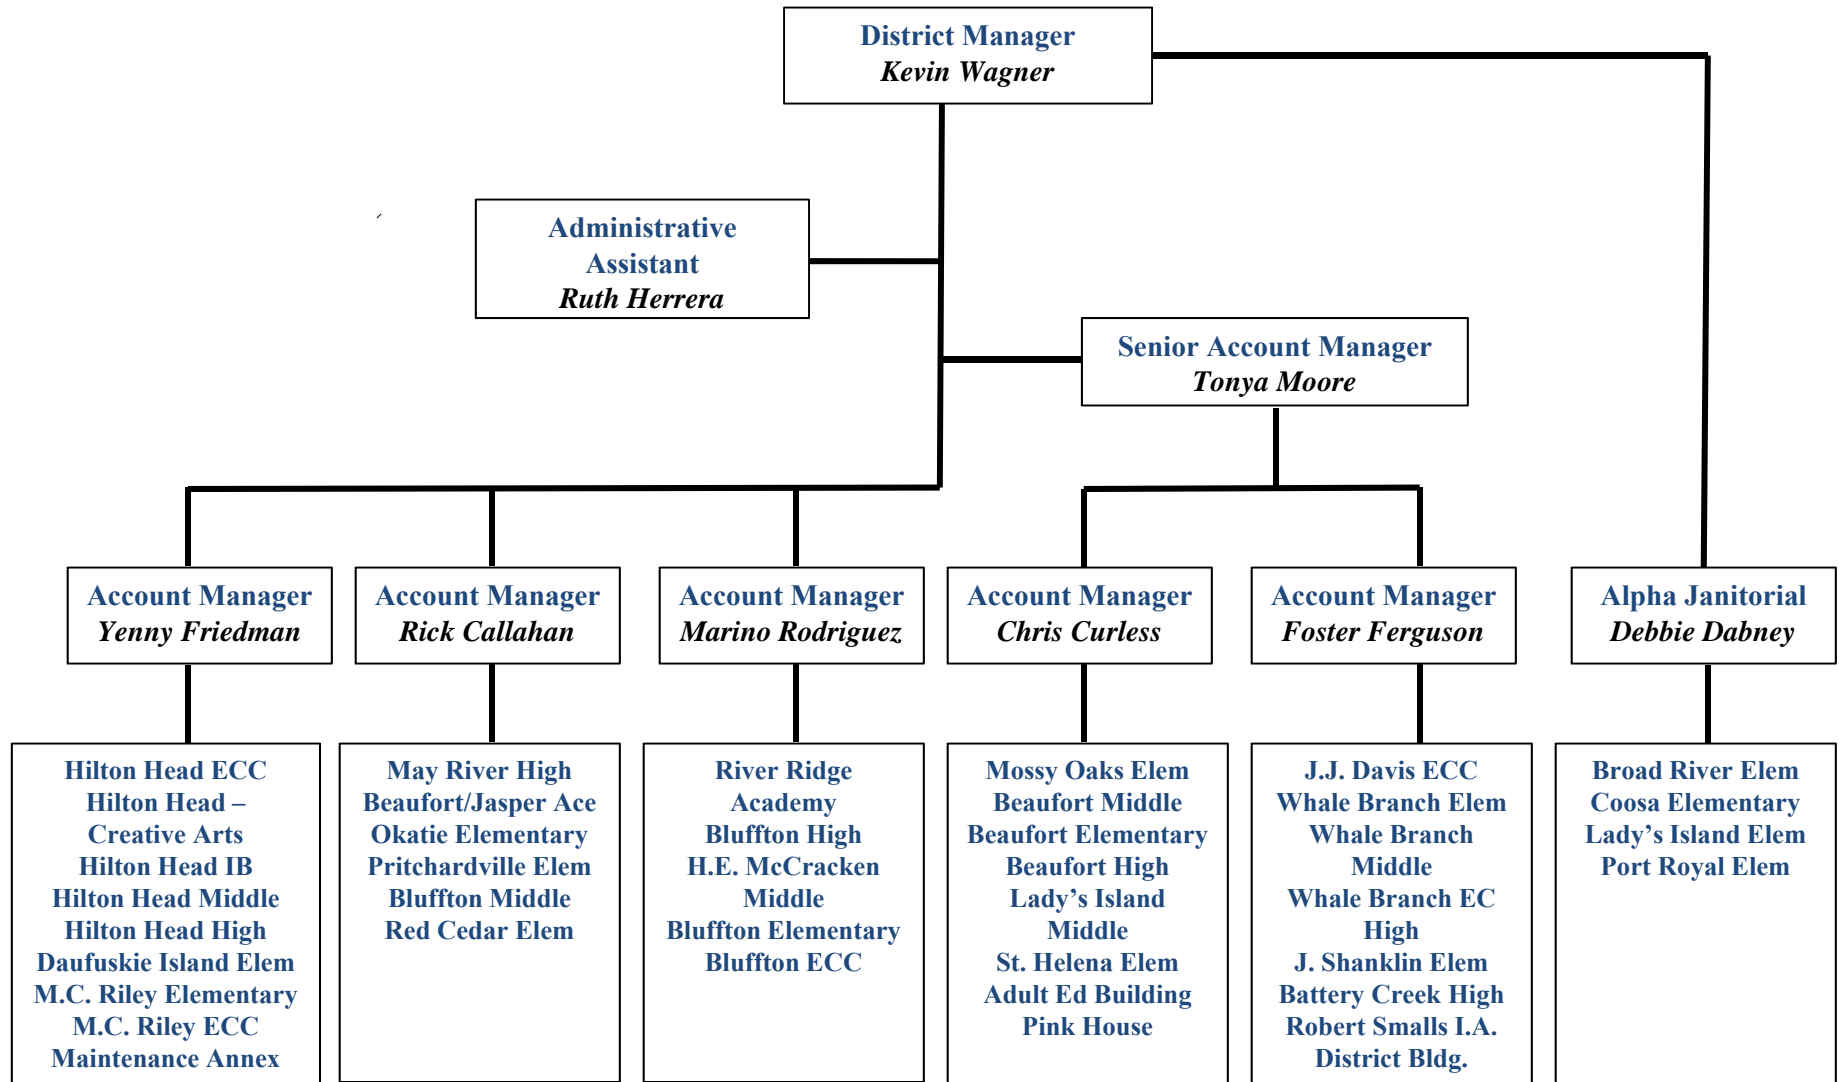 District Manager
Kevin Wagner
Administrative
Assistant
Ruth Herrera
Senior Account Manager
Tonya Moore
Account Manager
Yenny Friedman
Account Manager
Rick Callahan
Account Manager
Marino Rodriguez
Account Manager
Chris Curless
Account Manager
Foster Ferguson
Alpha Janitorial
Debbie Dabney
Hilton Head ECC
Hilton Head –
Creative Arts
Hilton Head IB
Hilton Head Middle
Hilton Head High
Daufuskie Island Elem
M.C. Riley Elementary
M.C. Riley ECC
Maintenance Annex
May River High
Beaufort/Jasper Ace
Okatie Elementary
Pritchardville Elem
Bluffton Middle
Red Cedar Elem
River Ridge
Academy
Bluffton High
H.E. McCracken
Middle
Bluffton Elementary
Bluffton ECC
Mossy Oaks Elem
Beaufort Middle
Beaufort Elementary
Beaufort High
Lady’s Island
Middle
St. Helena Elem
Adult Ed Building
Pink House
J.J. Davis ECC
Whale Branch Elem
Whale Branch
Middle
Whale Branch EC
High
J. Shanklin Elem
Battery Creek High
Robert Smalls I.A.
District Bldg.
Broad River Elem
Coosa Elementary
Lady’s Island Elem
Port Royal Elem